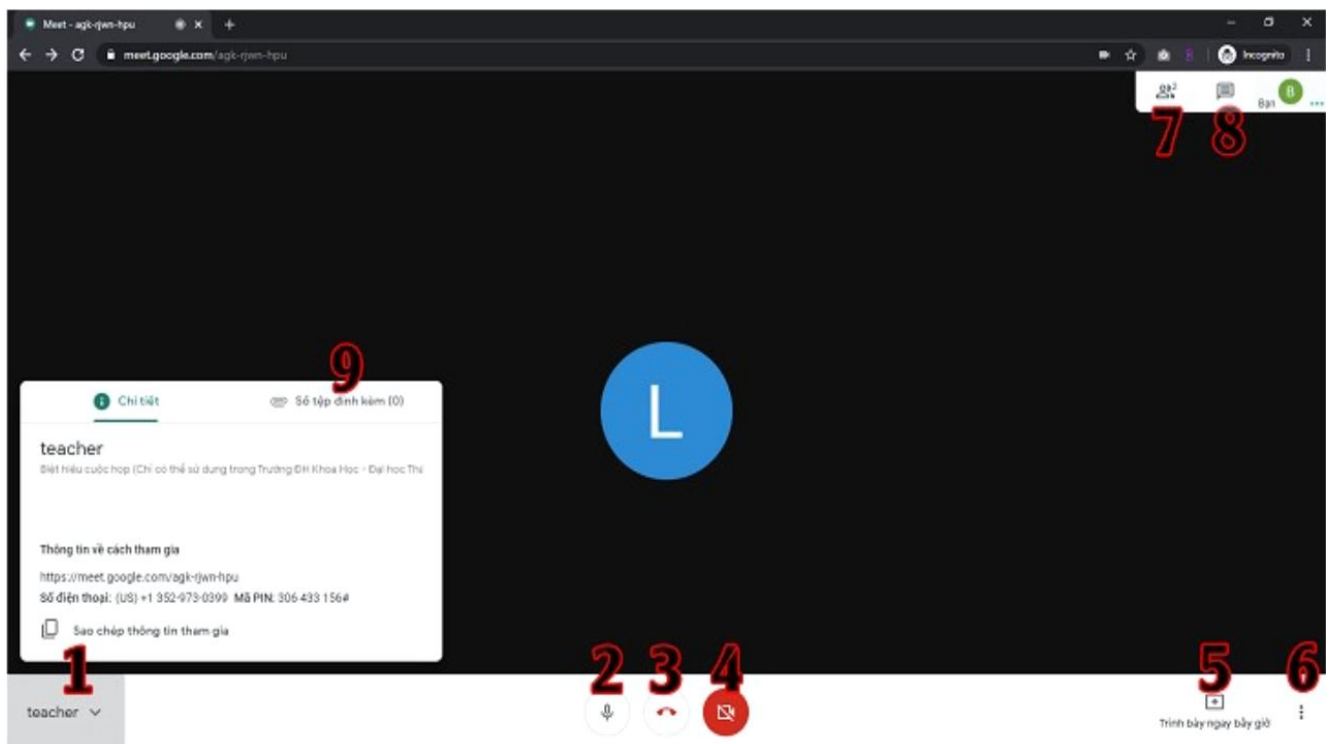 Meet - agk-rjwn-hpu
meet.google.com/agk-rjwn-hpu
Incognito
2
Bạn
B
7
8
9
Chi tiết
Số tệp đính kèm (0)
teacher
Biệt hiệu cuộc họp (Chỉ có thể sử dụng trong Trường ĐH Khoa Học - Đại học Thá
L
Thông tin về cách tham gia
https://meet.google.com/agk-rjwn-hpu
Số điện thoại: (US) +1 352-973-0399 Mã PIN: 306 433 156#
Sao chép thông tin tham gia
1
2
3
4
5
6
teacher
Trình bày ngay bây giờ